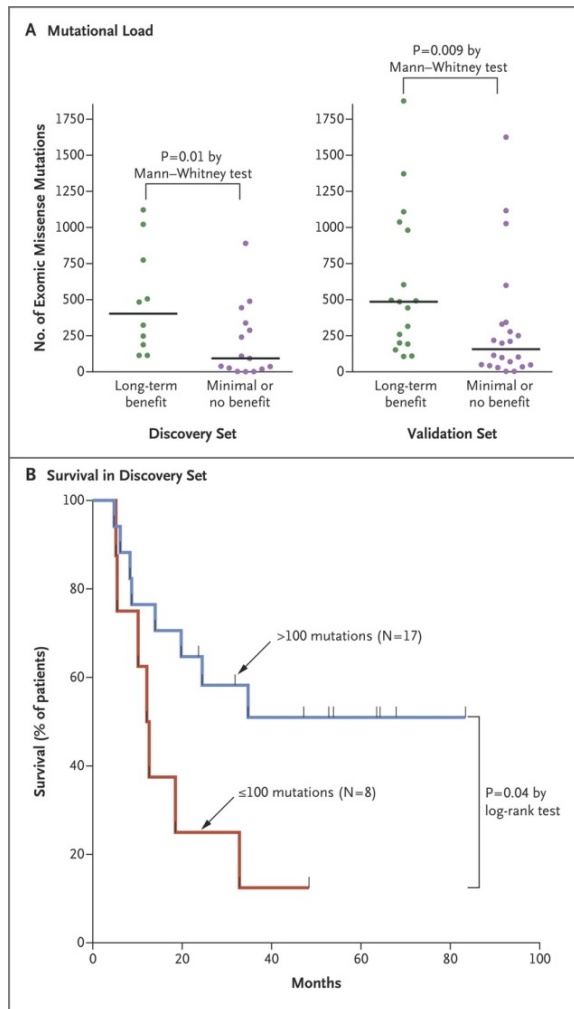 A Mutational Load
P=0.009 by
Mann–Whitney test
P=0.01 by
Mann–Whitney test
No. of Exomic Missense Mutations
1750
1500
1250
1000
750
500
250
0
1750
1500
1250
1000
750
500
250
0
Long-term
benefit
Minimal or
no benefit
Long-term
benefit
Minimal or
no benefit
Discovery Set
Validation Set
B Survival in Discovery Set
Survival (% of patients)
100
80
60
40
20
0
>100 mutations (N=17)
≤100 mutations (N=8)
P=0.04 by
log-rank test
0
20
40
60
80
100
Months